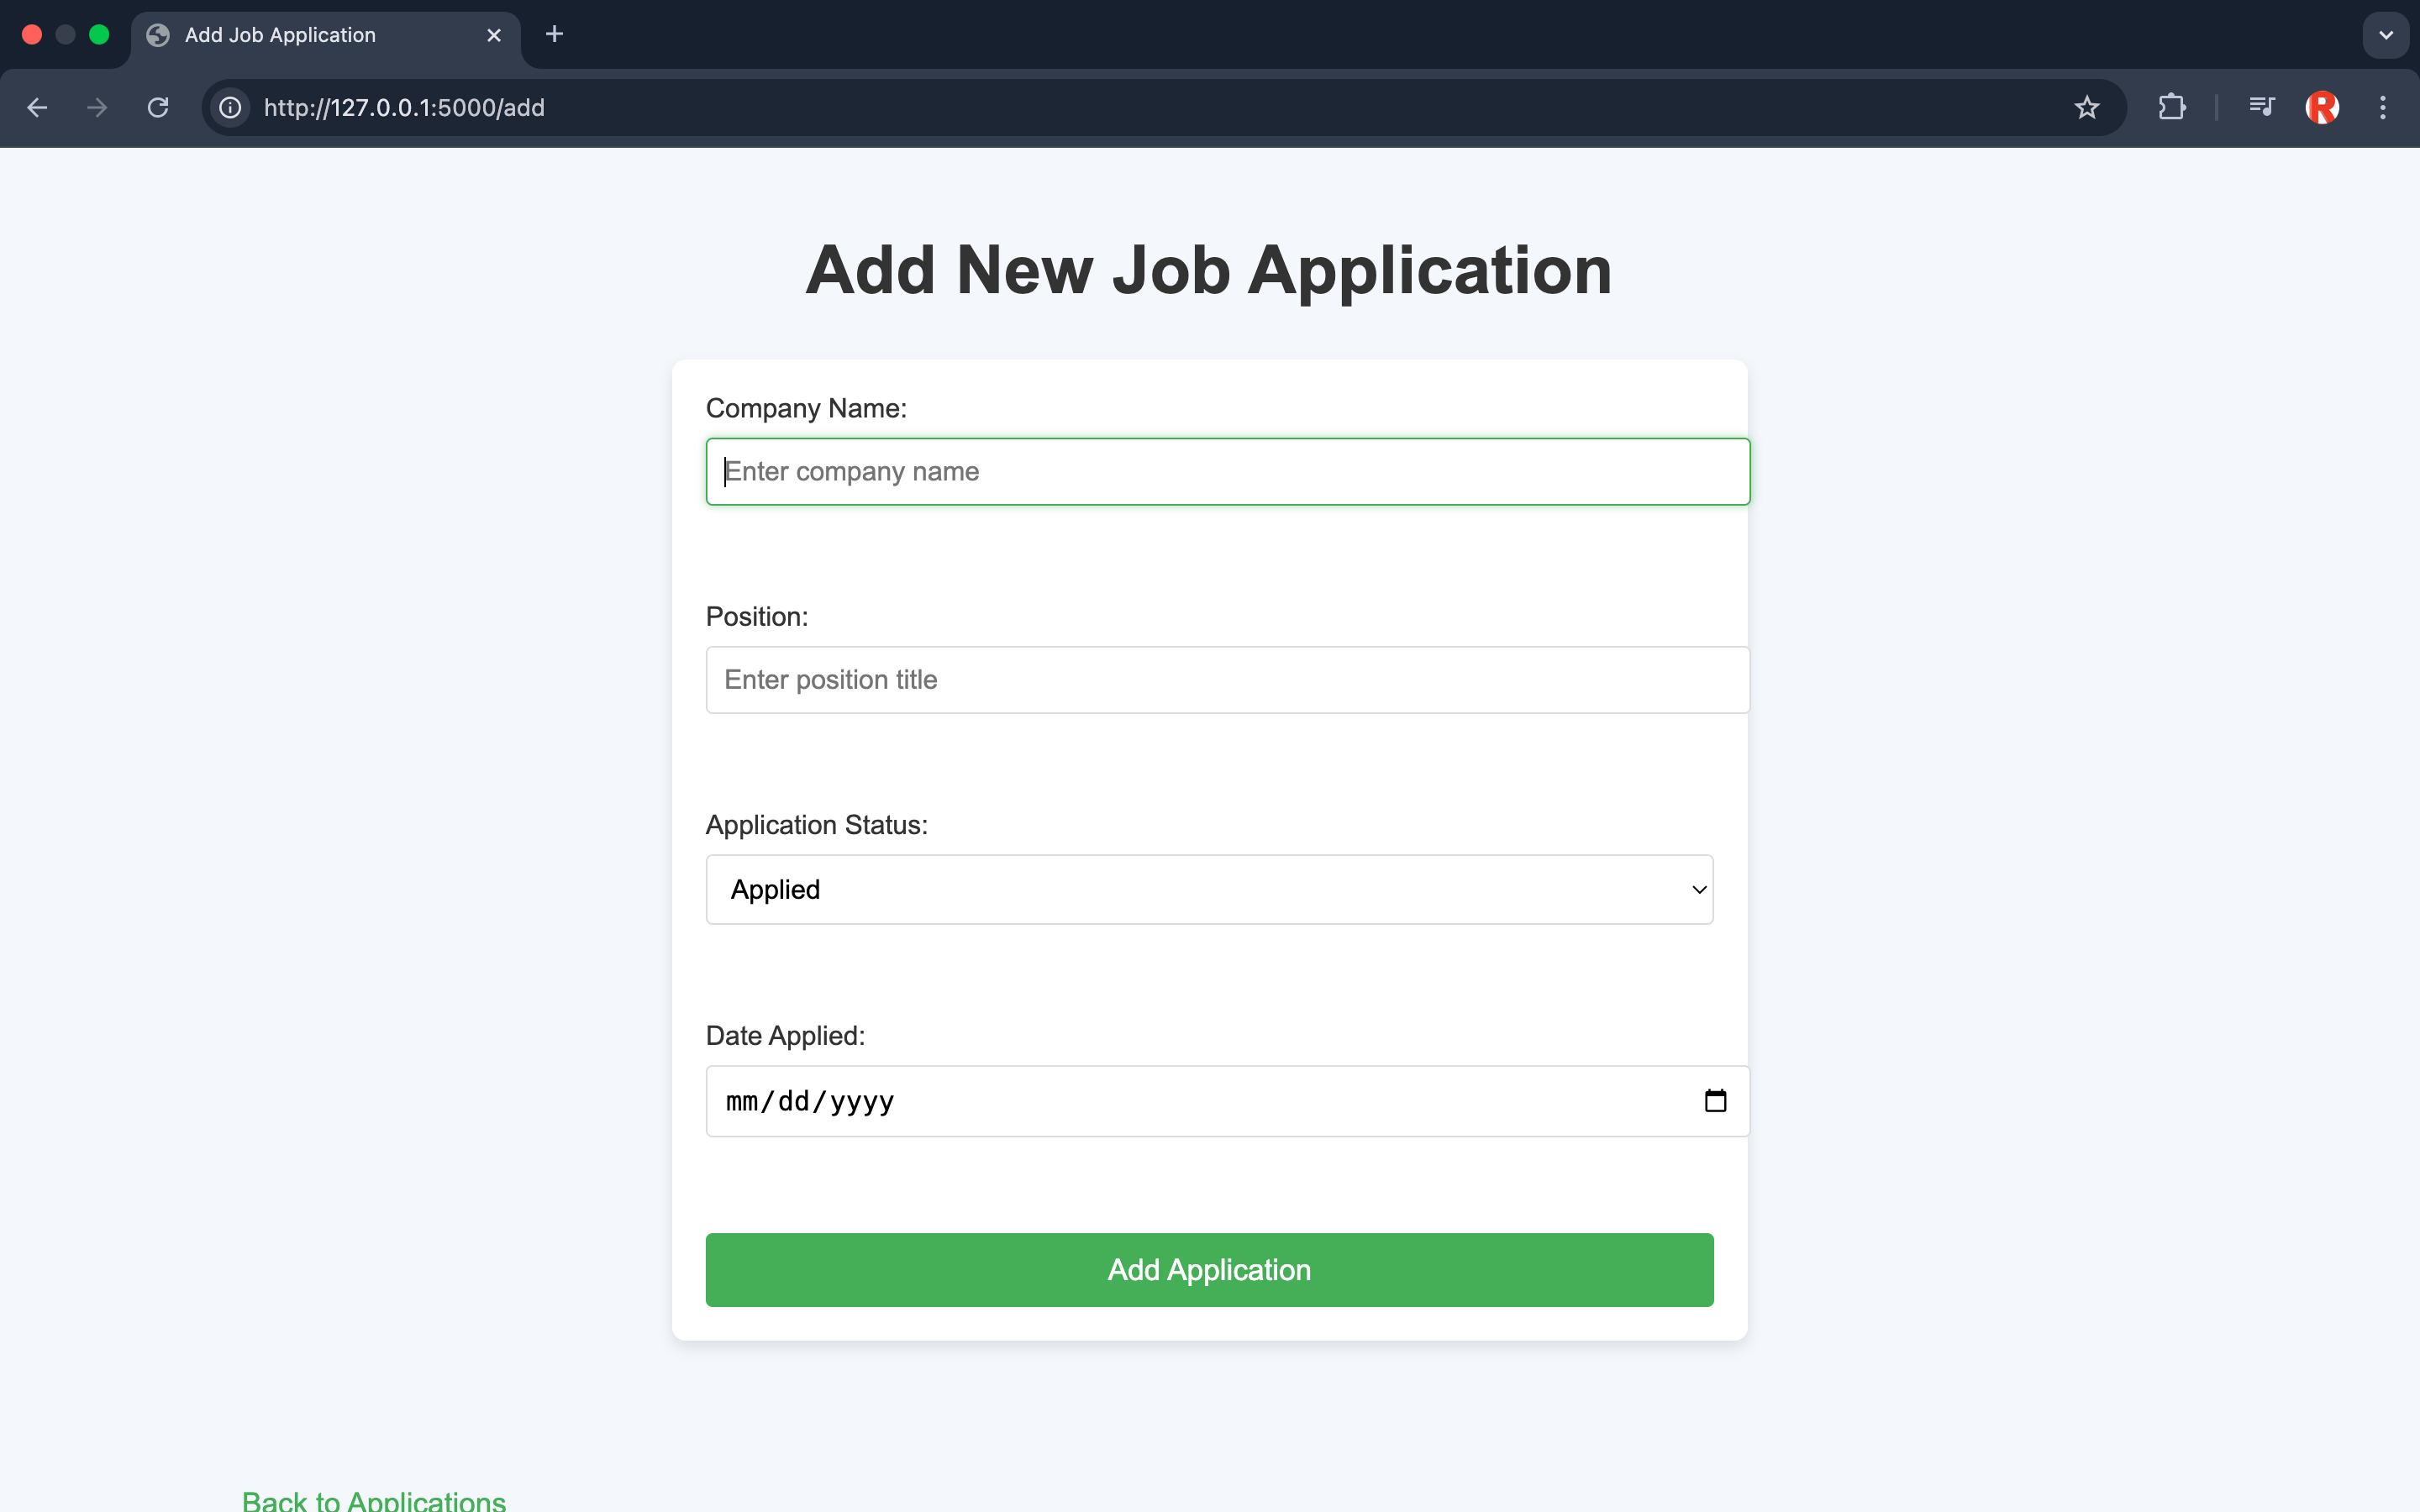 Add Job Application
http://127.0.0.1:5000/add
R
Add New Job Application
Company Name:
Enter company name
Position:
Enter position title
Application Status:
Applied
Date Applied:
mm/dd/yyyy
Add Application
Back to Applications